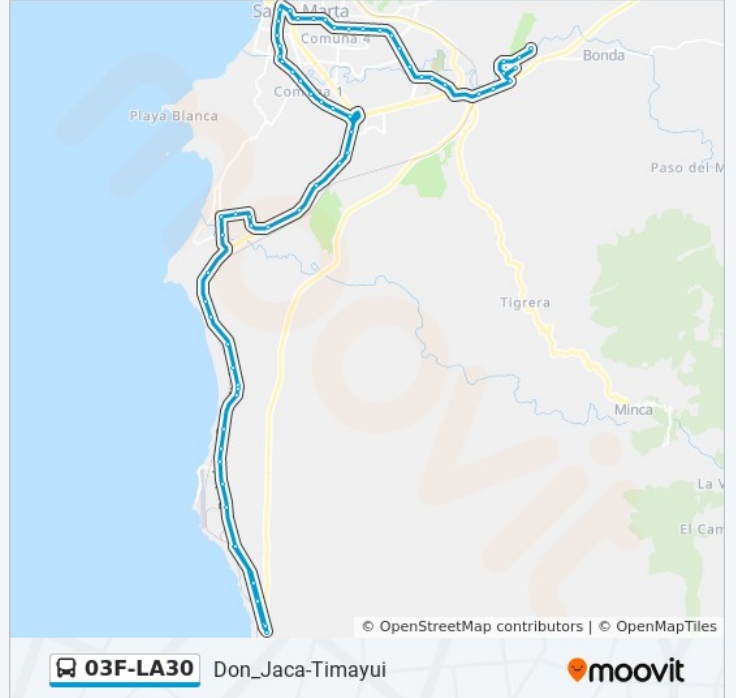 Santa Marta
Comuna 4
Bonda
Comuna 1
Playa Blanca
Paso del M
Tigrera
Minca
La V
El Cam
moovit
© OpenStreetMap contributors | © OpenMapTiles
03F-LA30 Don_Jaca-Timayui
moovit